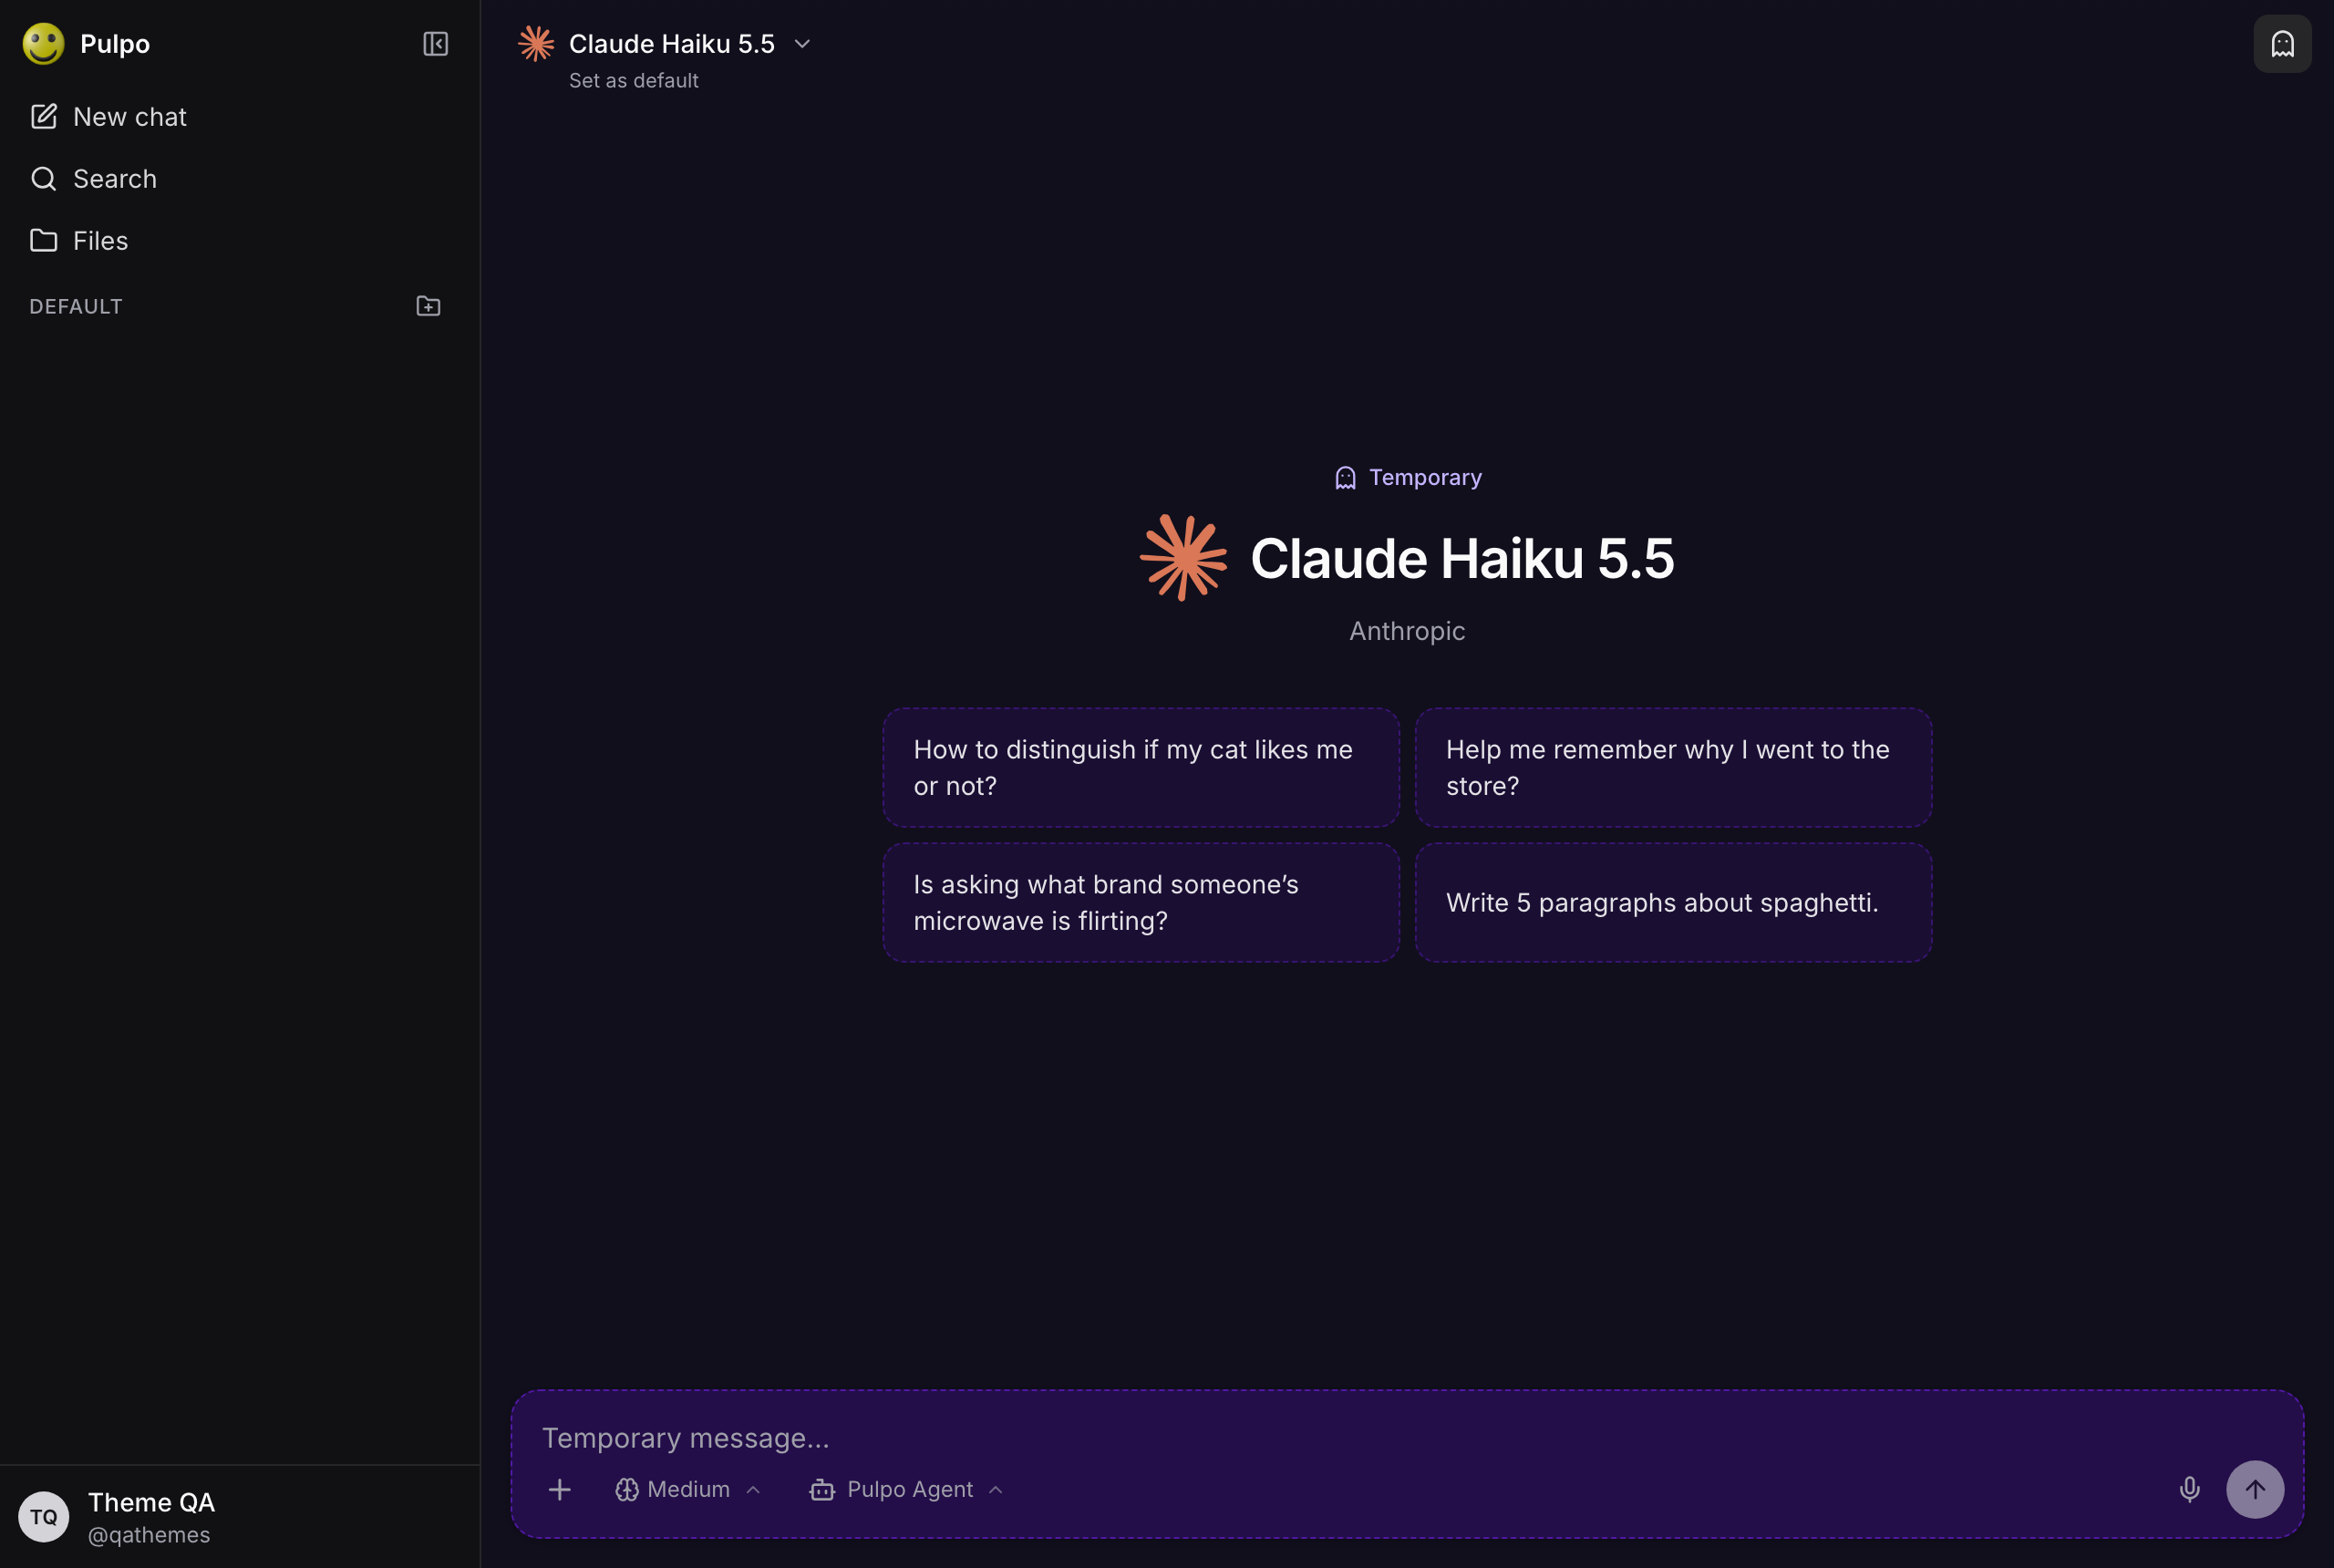 Pulpo
New chat
Search
Files
DEFAULT
TQ
Theme QA
@qathemes
Claude Haiku 5.5
Set as default
Temporary
Claude Haiku 5.5
Anthropic
How to distinguish if my cat likes me
or not?
Help me remember why I went to the
store?
Is asking what brand someone’s
microwave is flirting?
Write 5 paragraphs about spaghetti.
Temporary message...
Medium
Pulpo Agent